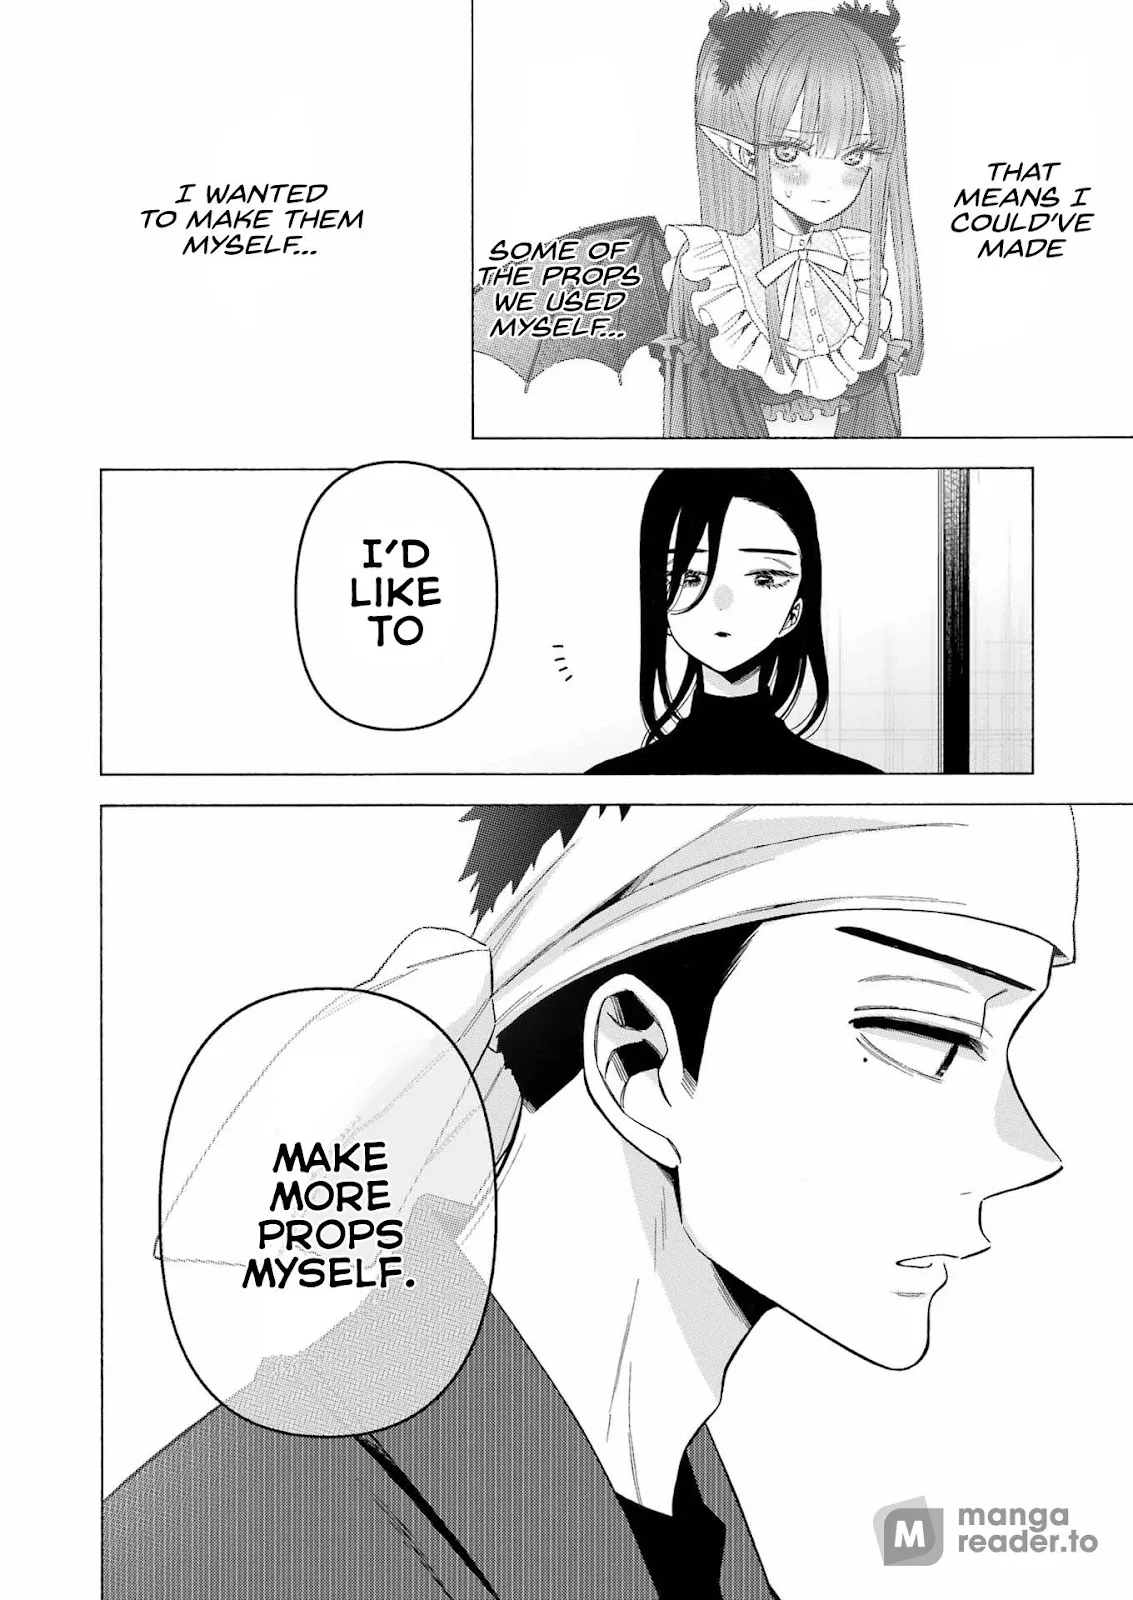 THAT
MEANS I
COULD'VE
MADE
SOME OF
THE PROPS
WE USED
MYSELF...
I WANTED
TO MAKE THEM
MYSELF...
I'D
LIKE
TO
MAKE
MORE
PROPS
MYSELF.
M manga
reader.to